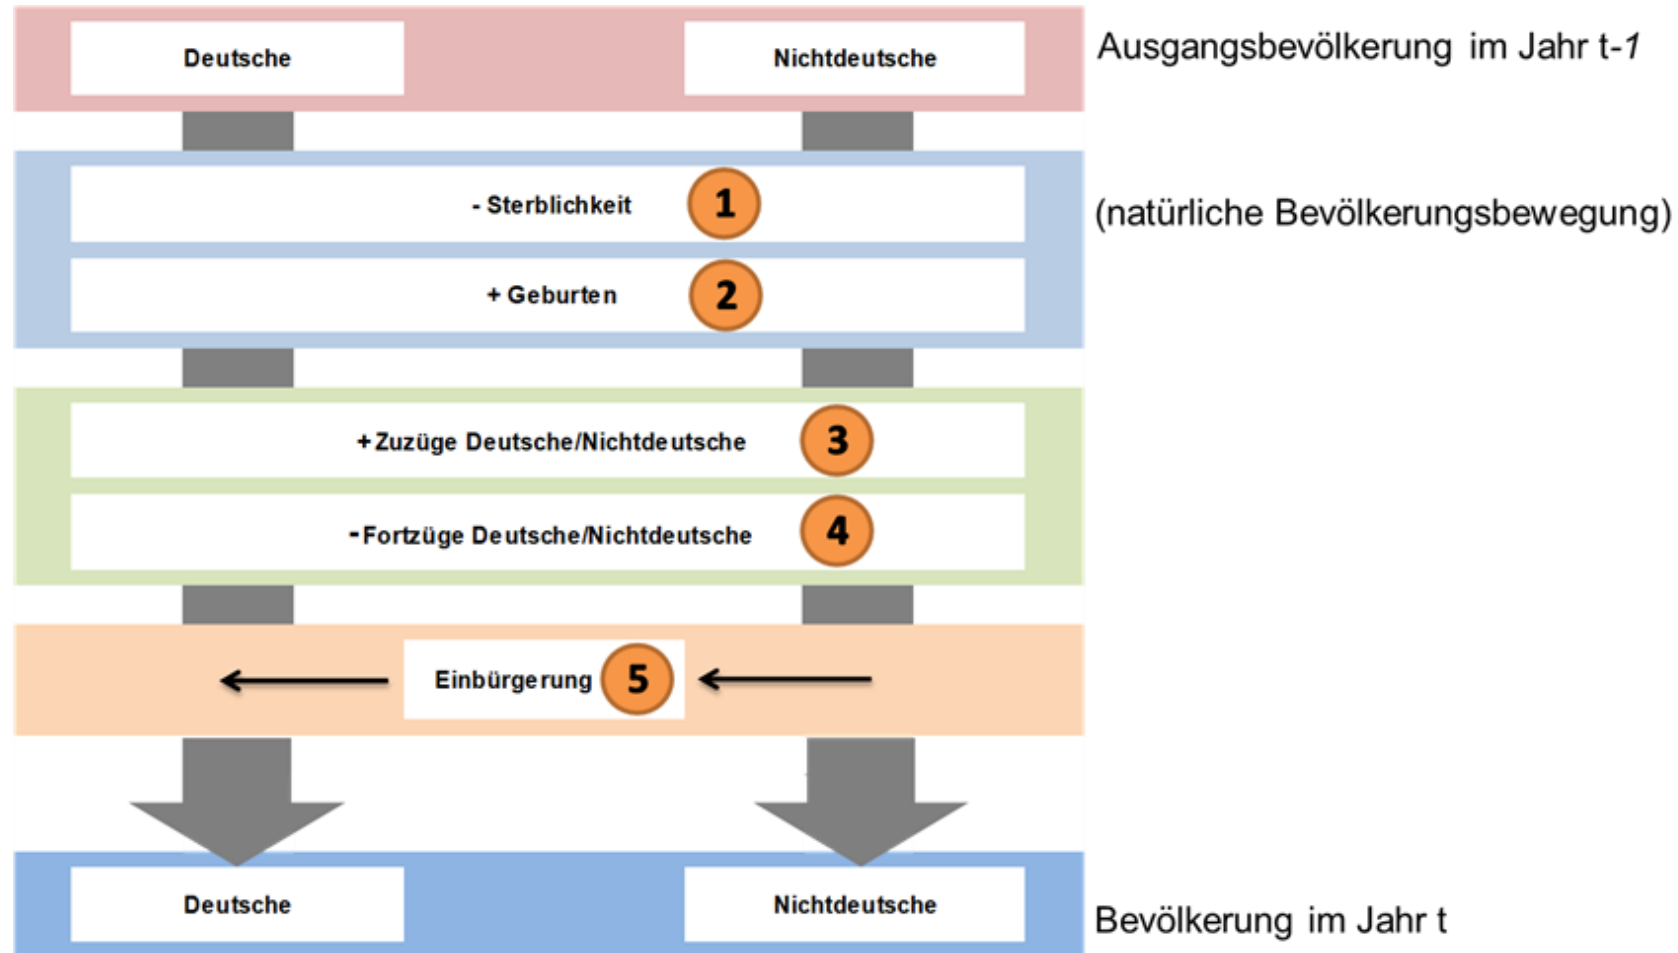 Deutsche
Nichtdeutsche
Ausgangsbevölkerung im Jahr t-1
- Sterblichkeit 1
(natürliche Bevölkerungsbewegung)
+ Geburten 2
+ Zuzüge Deutsche/Nichtdeutsche 3
- Fortzüge Deutsche/Nichtdeutsche 4
Einbürgerung 5
Deutsche
Nichtdeutsche
Bevölkerung im Jahr t